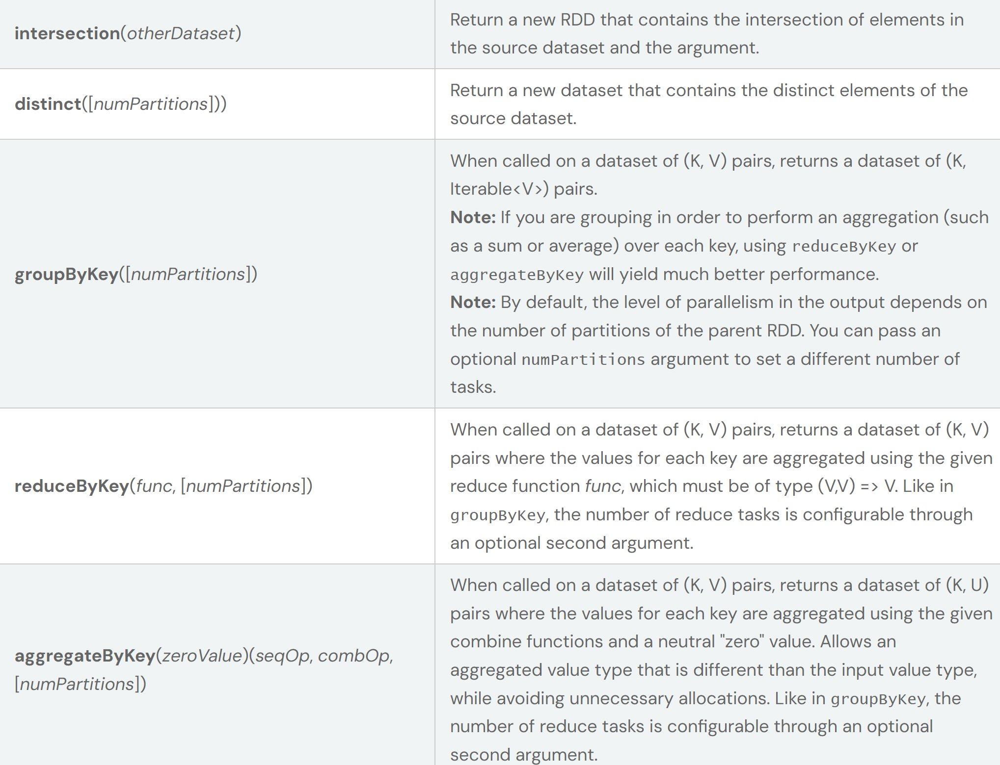 intersection(otherDataset)
Return a new RDD that contains the intersection of elements in
the source dataset and the argument.
distinct([numPartitions]))
Return a new dataset that contains the distinct elements of the
source dataset.
groupByKey([numPartitions])
When called on a dataset of (K, V) pairs, returns a dataset of (K,
Iterable<V>) pairs.
Note: If you are grouping in order to perform an aggregation (such
as a sum or average) over each key, using reduceByKey or
aggregateByKey will yield much better performance.
Note: By default, the level of parallelism in the output depends on
the number of partitions of the parent RDD. You can pass an
optional numPartitions argument to set a different number of
tasks.
reduceByKey(func, [numPartitions])
When called on a dataset of (K, V) pairs, returns a dataset of (K, V)
pairs where the values for each key are aggregated using the given
reduce function func, which must be of type (V,V) => V. Like in
groupByKey, the number of reduce tasks is configurable through
an optional second argument.
aggregateByKey(zeroValue)(seqOp, combOp,
[numPartitions])
When called on a dataset of (K, V) pairs, returns a dataset of (K, U)
pairs where the values for each key are aggregated using the given
combine functions and a neutral "zero" value. Allows an
aggregated value type that is different than the input value type,
while avoiding unnecessary allocations. Like in groupByKey, the
number of reduce tasks is configurable through an optional
second argument.